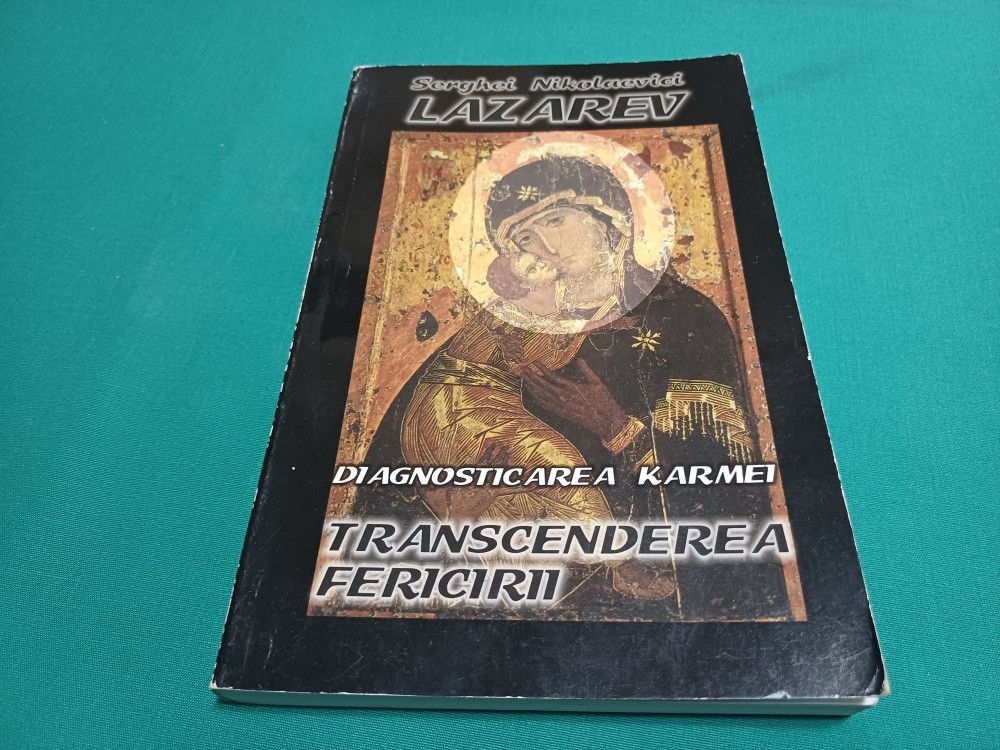 Serghei Nikolaevici
LAZAREV
DIAGNOSTICAREA KARMEI
TRANSCENDEREA
FERICIRII